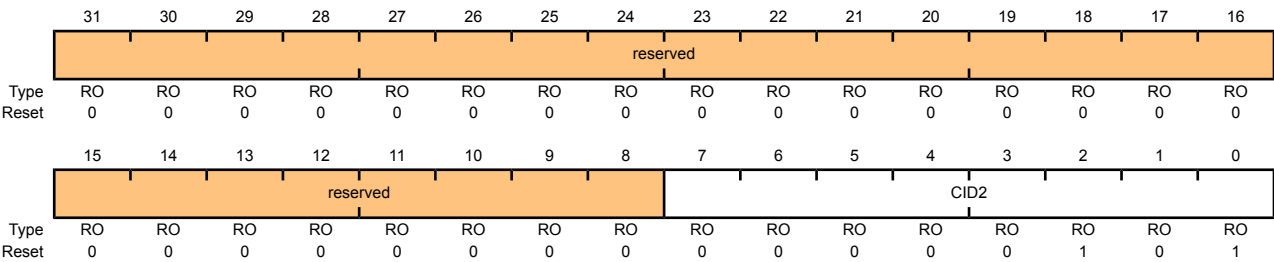 31 30 29 28 27 26 25 24 23 22 21 20 19 18 17 16
reserved
Type RO RO RO RO RO RO RO RO RO RO RO RO RO RO RO RO
Reset 0 0 0 0 0 0 0 0 0 0 0 0 0 0 0 0
15 14 13 12 11 10 9 8 7 6 5 4 3 2 1 0
reserved CID2
Type RO RO RO RO RO RO RO RO RO RO RO RO RO RO RO RO
Reset 0 0 0 0 0 0 0 0 0 0 0 0 0 1 0 1